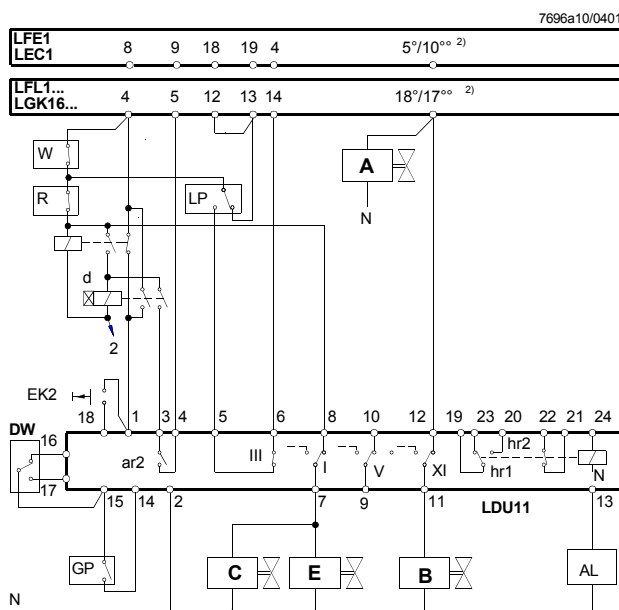 7696a10/0401
LFE1
LEC1
8 9 18 19 4 5°/10°° 2)
LFL1...
LGK16...
4 5 12 13 14 18°/17°° 2)
W
A
R
LP
N
d
2
EK2
18 1 3 4 5 6 8 10 12 19 23 20 22 21 24
DW
16
hr2
ar2
III
I
V
XI
hr1
N
17
15 14 2 7 9 11 LDU11 13
GP
C
E
B
AL
N